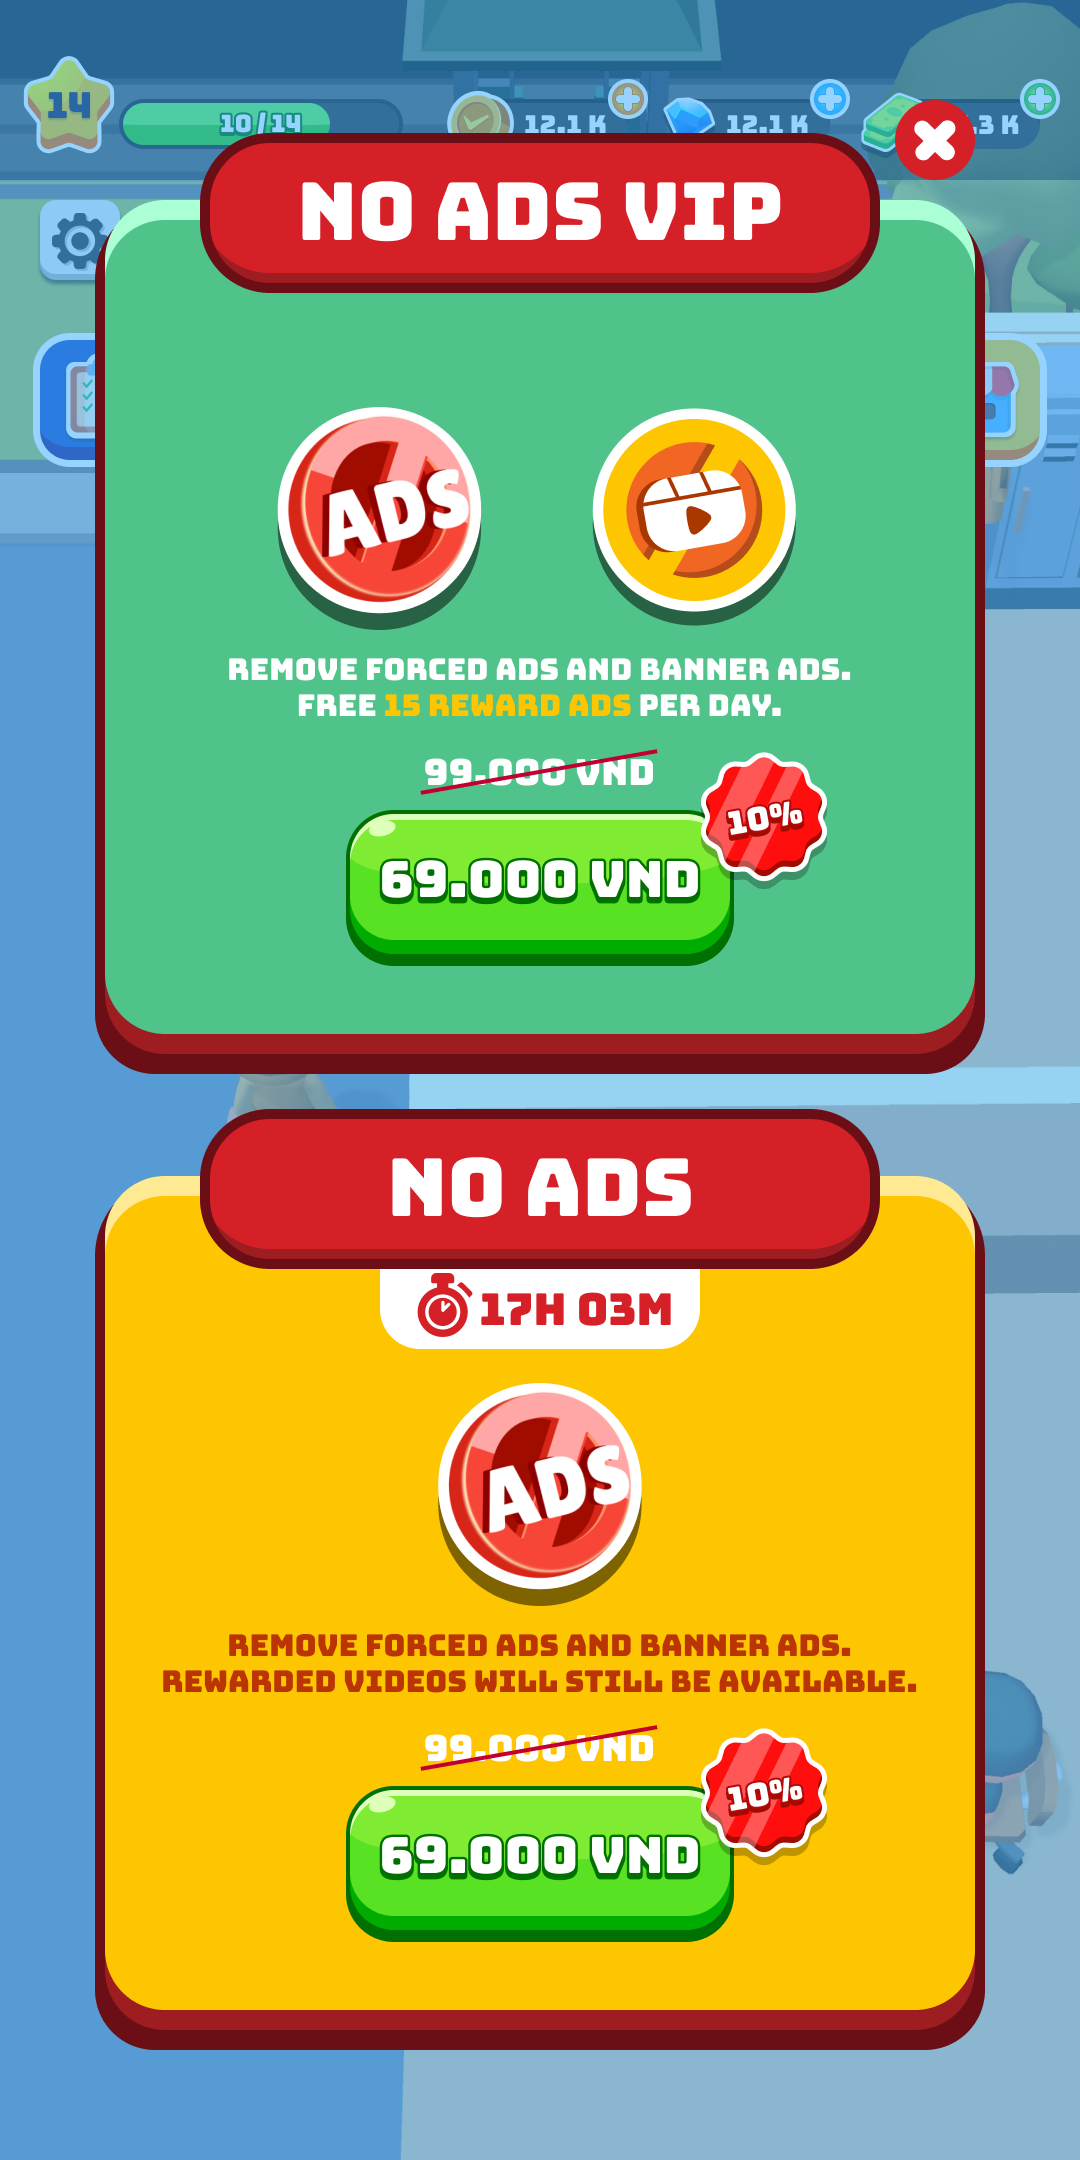 14
10/14
12.1 K
12.1 K
.3 K
NO ADS VIP
ADS
REMOVE FORCED ADS AND BANNER ADS.
FREE 15 REWARD ADS PER DAY.
99.000 VND
10%
69.000 VND
NO ADS
17H 03M
ADS
REMOVE FORCED ADS AND BANNER ADS.
REWARDED VIDEOS WILL STILL BE AVAILABLE.
99.000 VND
10%
69.000 VND